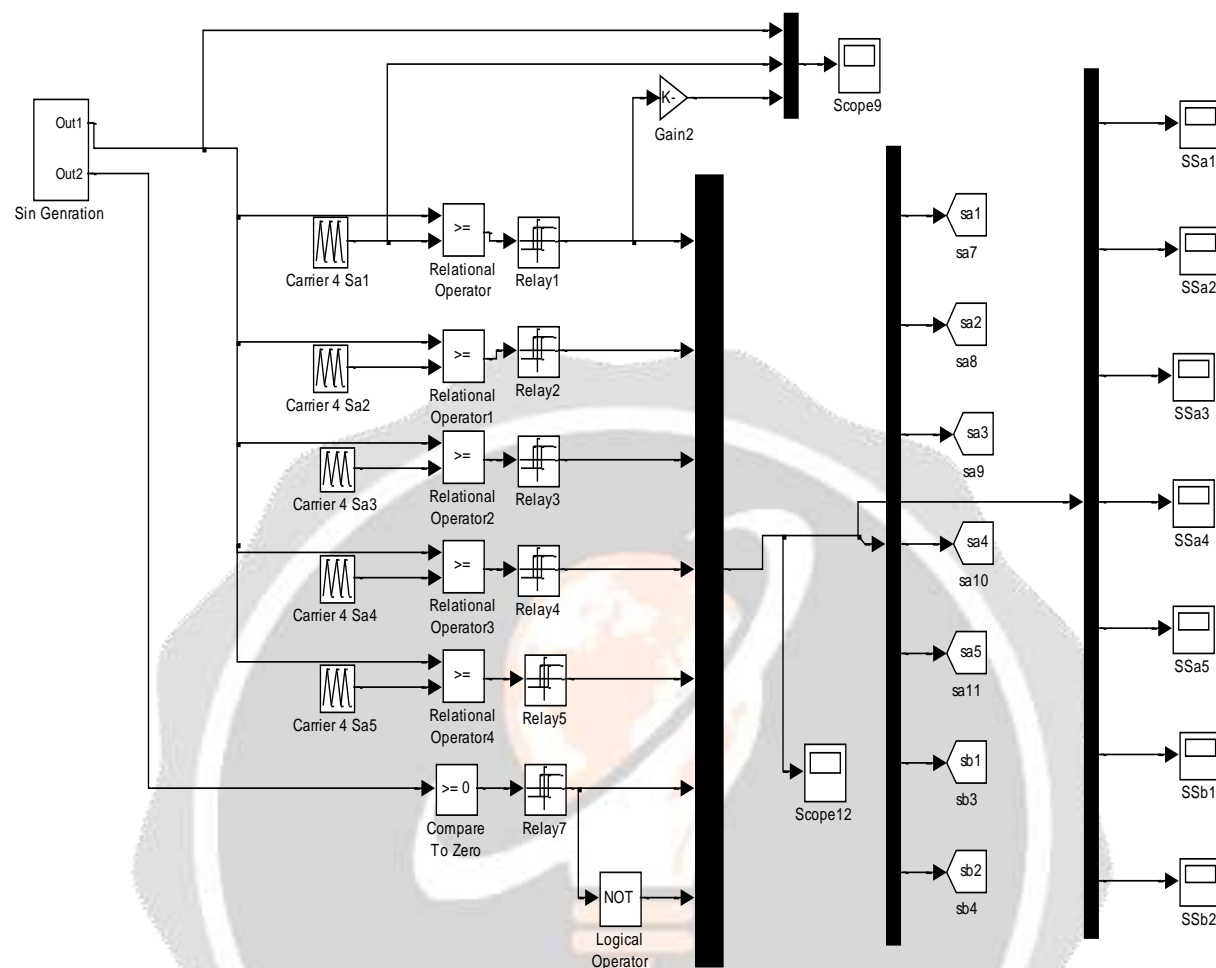 Out1
Out2
Sin Genration
K-
Gain2
Scope9
Carrier 4 Sa1
>=
Relational
Operator
Relay1
Carrier 4 Sa2
>=
Relational
Operator1
Relay2
Carrier 4 Sa3
>=
Relational
Operator2
Relay3
Carrier 4 Sa4
>=
Relational
Operator3
Relay4
Carrier 4 Sa5
>=
Relational
Operator4
Relay5
>= 0
Compare
To Zero
Relay7
NOT
Logical
Operator
Scope12
sa1
sa7
sa2
sa8
sa3
sa9
sa4
sa10
sa5
sa11
sb1
sb3
sb2
sb4
SSa1
SSa2
SSa3
SSa4
SSa5
SSb1
SSb2